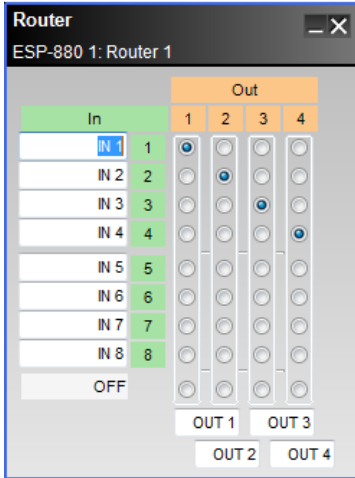 Router
ESP-880 1: Router 1
Out
In 1 2 3 4
IN 1 1
IN 2 2
IN 3 3
IN 4 4
IN 5 5
IN 6 6
IN 7 7
IN 8 8
OFF
OUT 1 OUT 3
OUT 2 OUT 4